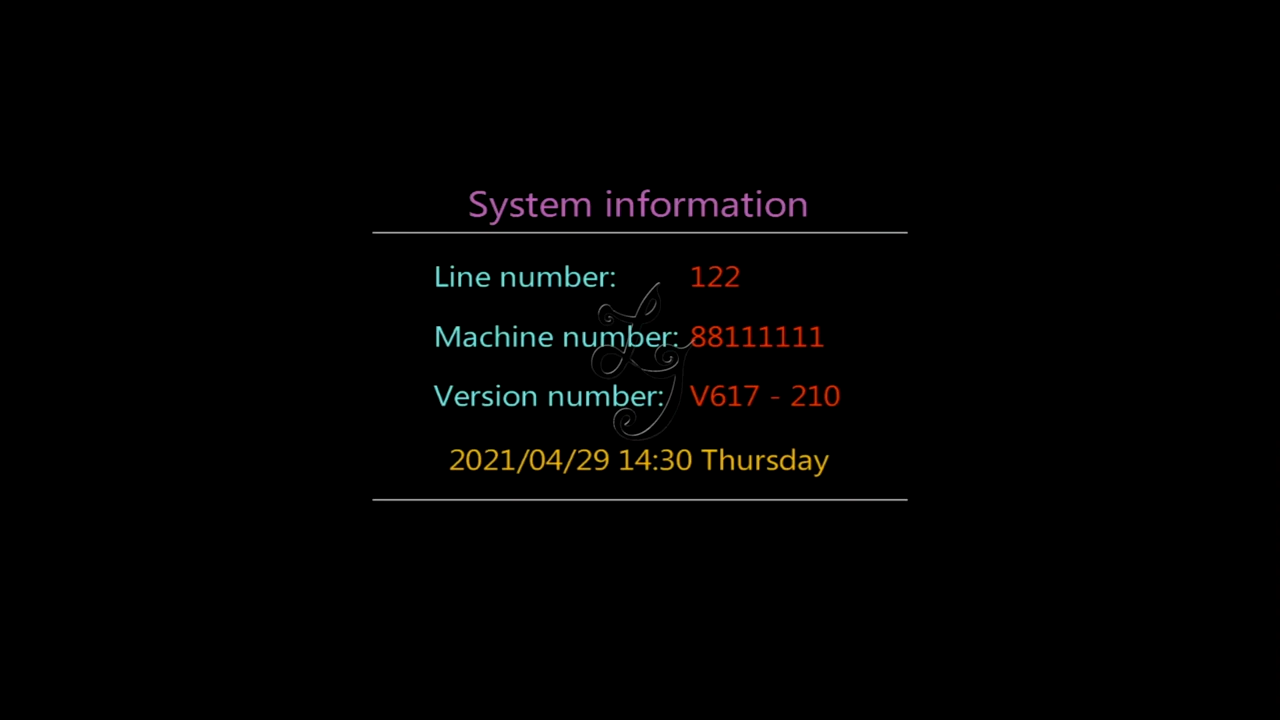 System information
Line number: 122
Machine number: 88111111
Version number: V617 - 210
2021/04/29 14:30 Thursday